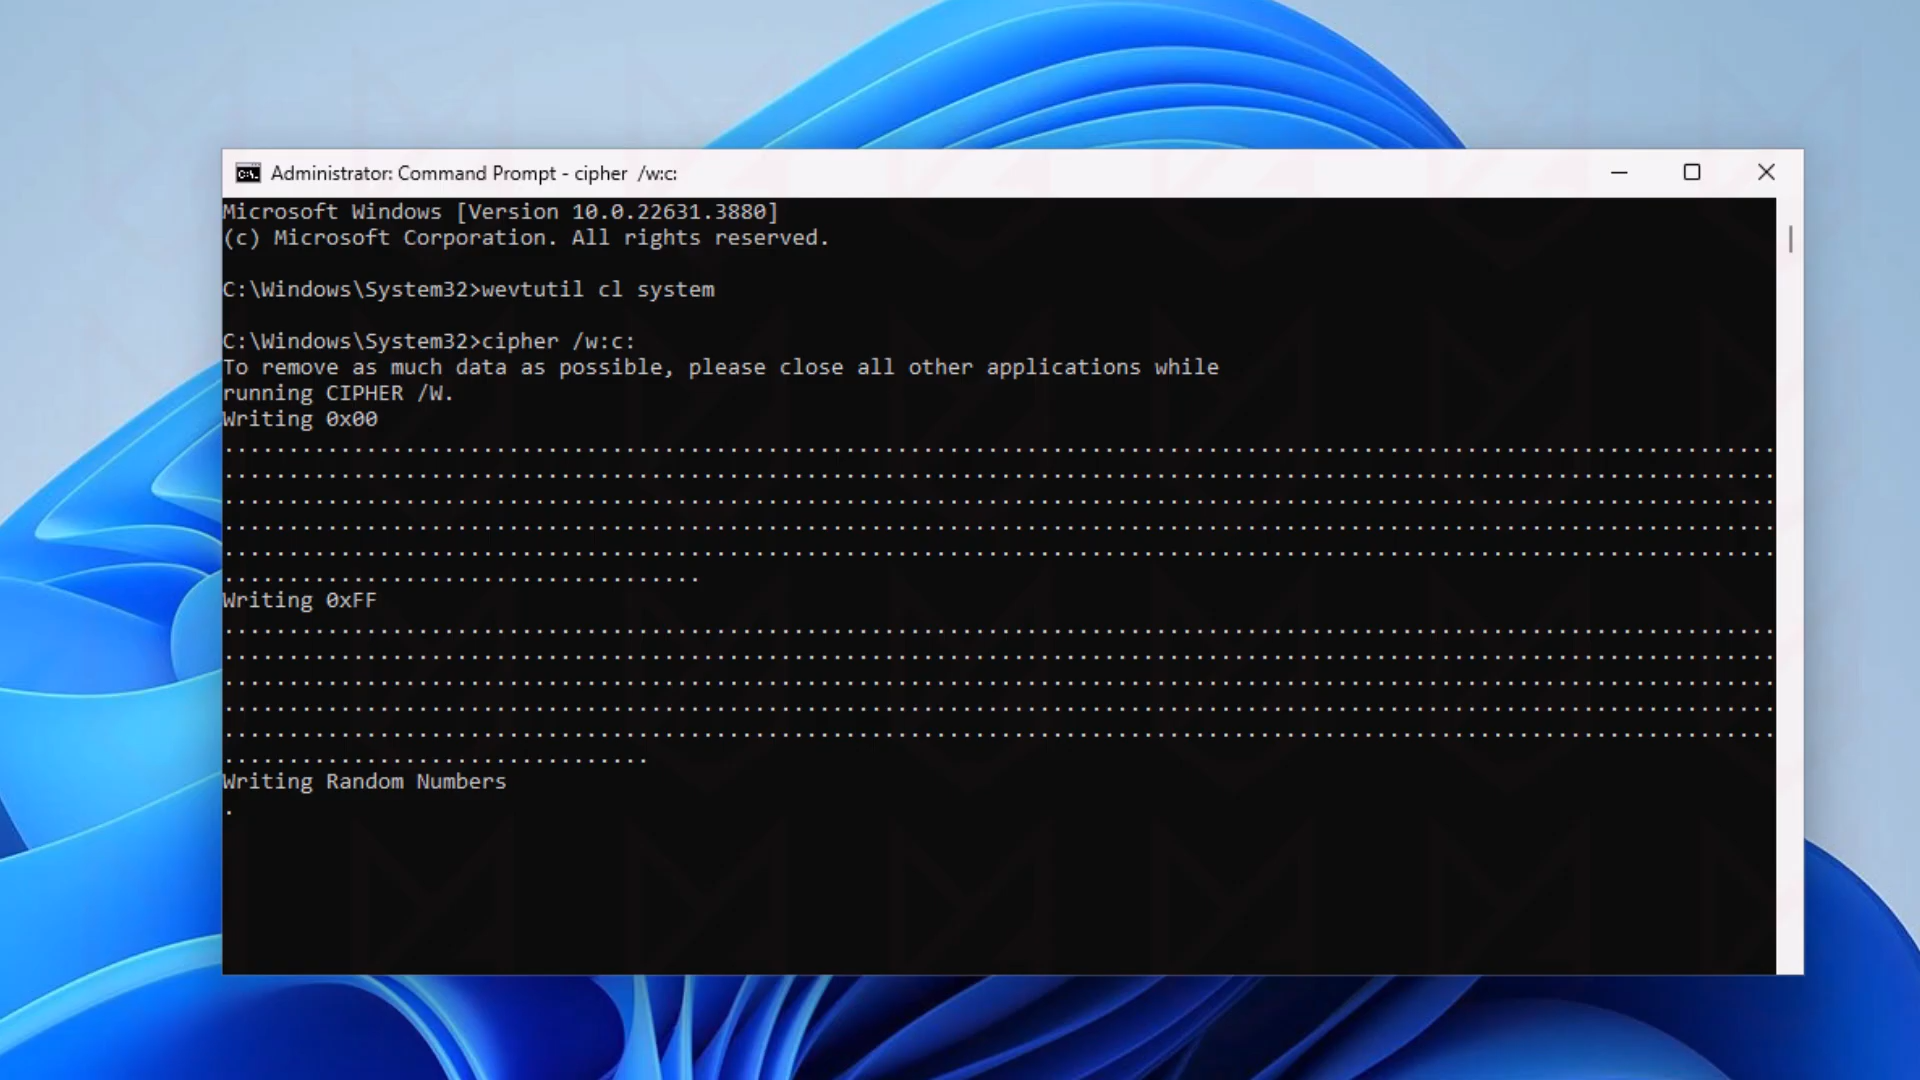 Administrator: Command Prompt - cipher /w:c:
Microsoft Windows [Version 10.0.22631.3880]
(c) Microsoft Corporation. All rights reserved.
C:\Windows\System32>wevtutil cl system
C:\Windows\System32>cipher /w:c:
To remove as much data as possible, please close all other applications while
running CIPHER /W.
Writing 0x00
........................................................................................................................
........................................................................................................................
........................................................................................................................
........................................................................................................................
........................................................................................................................
.....................................
Writing 0xFF
........................................................................................................................
........................................................................................................................
........................................................................................................................
........................................................................................................................
........................................................................................................................
.................................
Writing Random Numbers
.